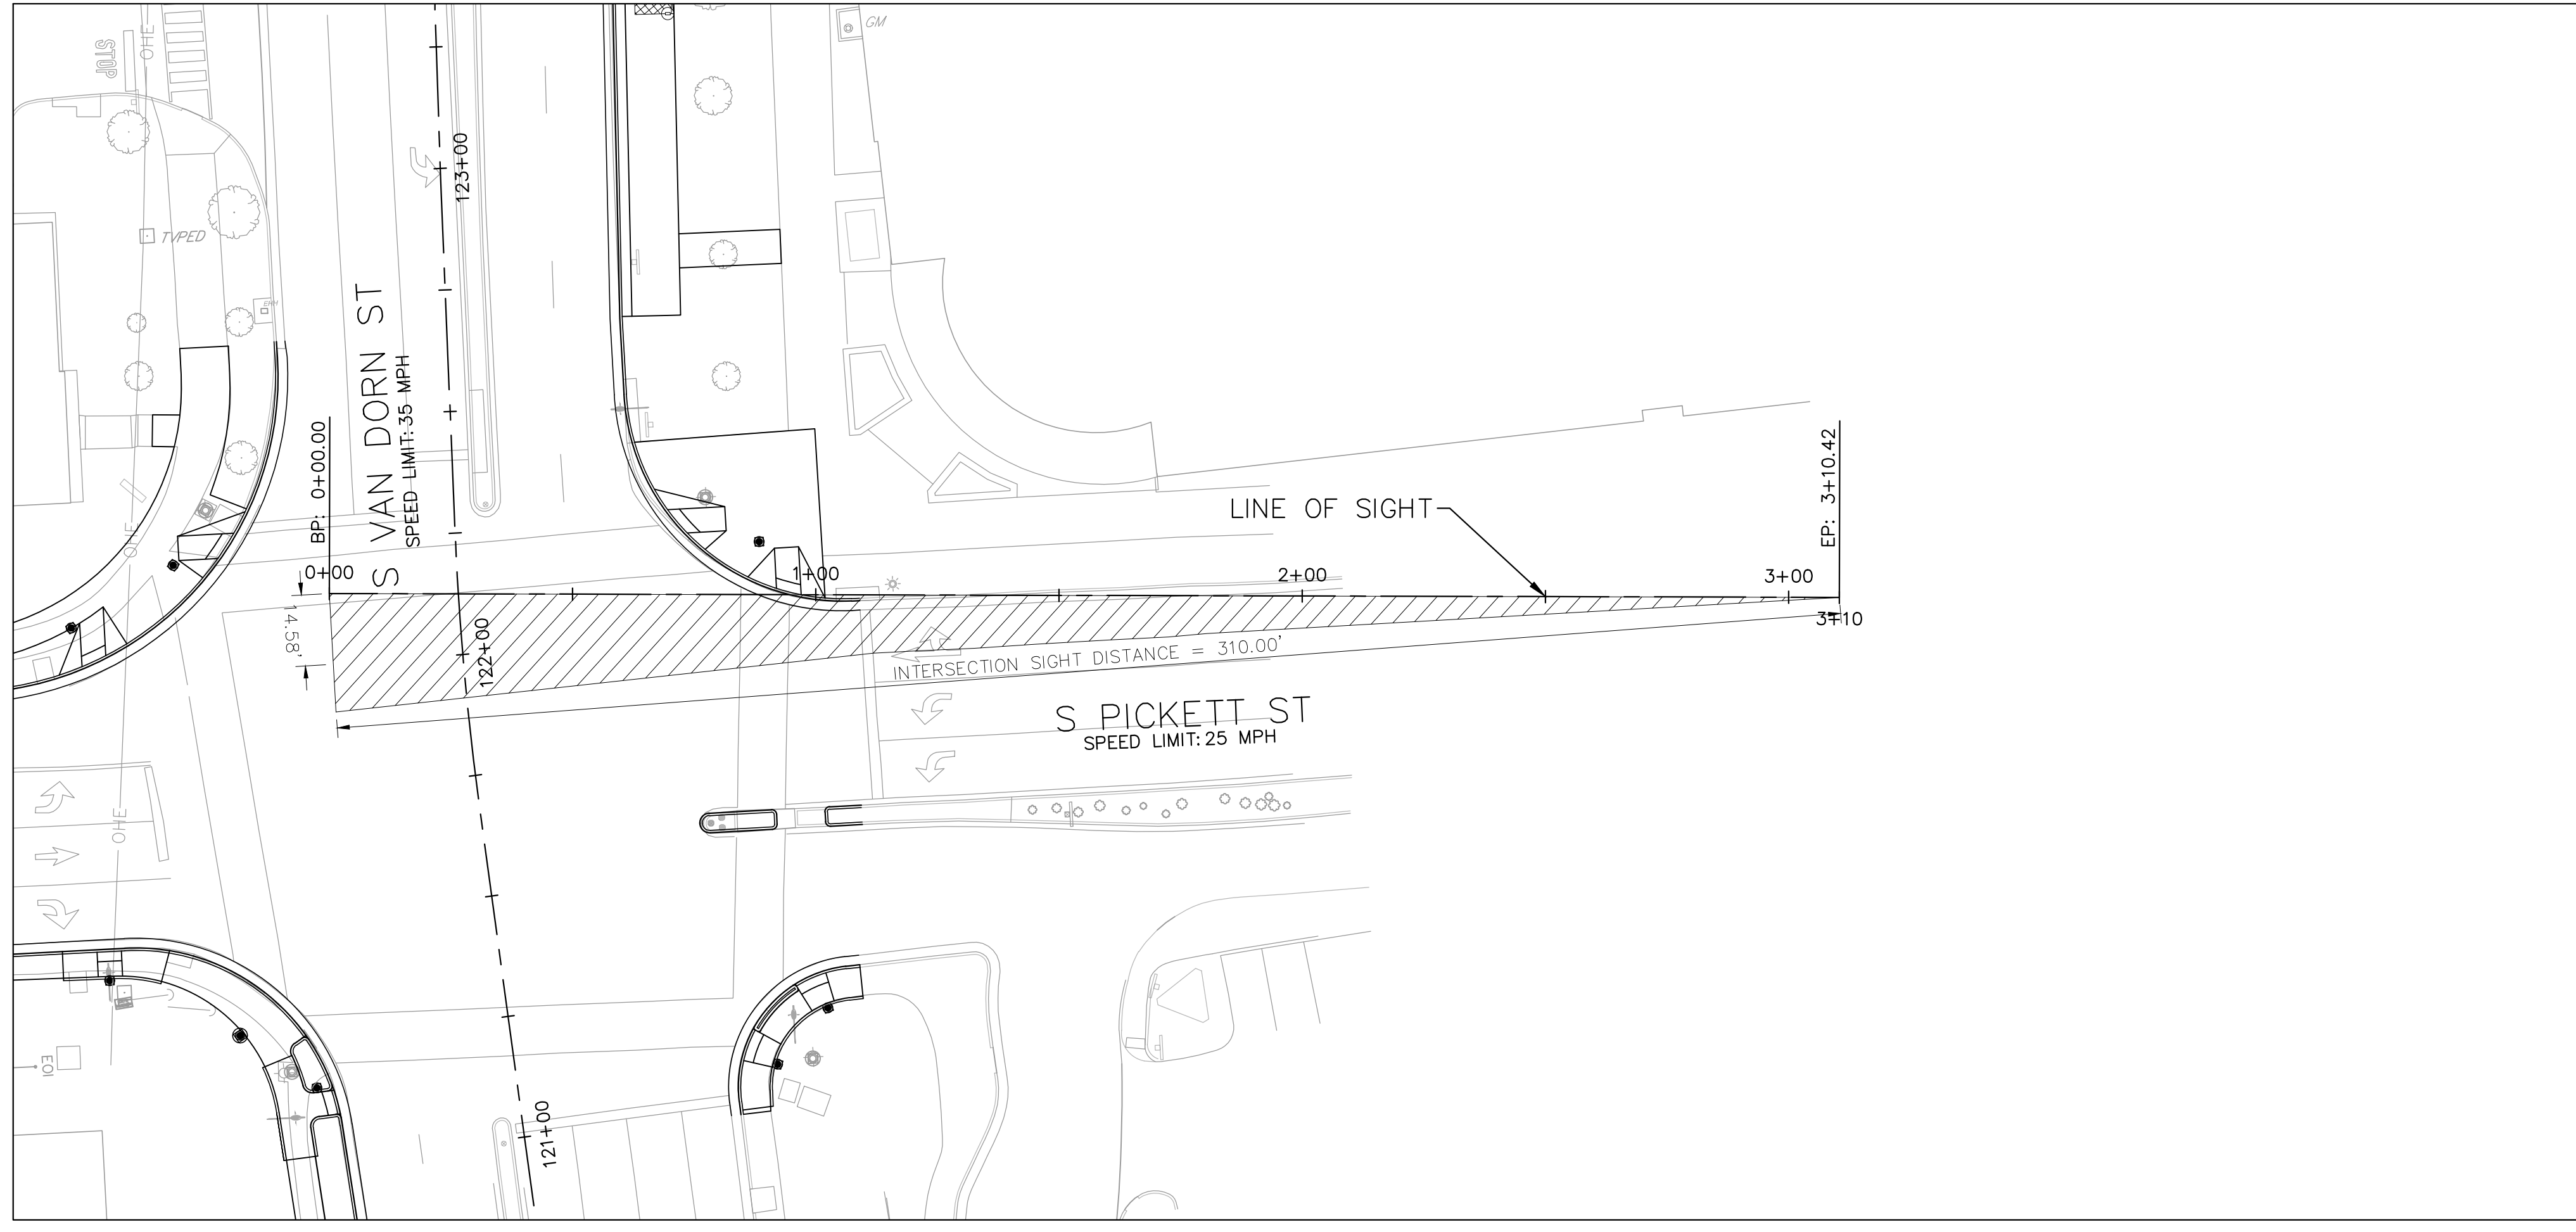 STOP
OHE
GM
123+00
TVPED
EHH
S VAN DORN ST
SPEED LIMIT: 35 MPH
BP: 0+00.00
EP: 3+10.42
LINE OF SIGHT
OHE
0+00
1+00
2+00
3+00
3+10
14.58'
122+00
INTERSECTION SIGHT DISTANCE = 310.00'
S PICKETT ST
SPEED LIMIT: 25 MPH
OHE
EOI
121+00